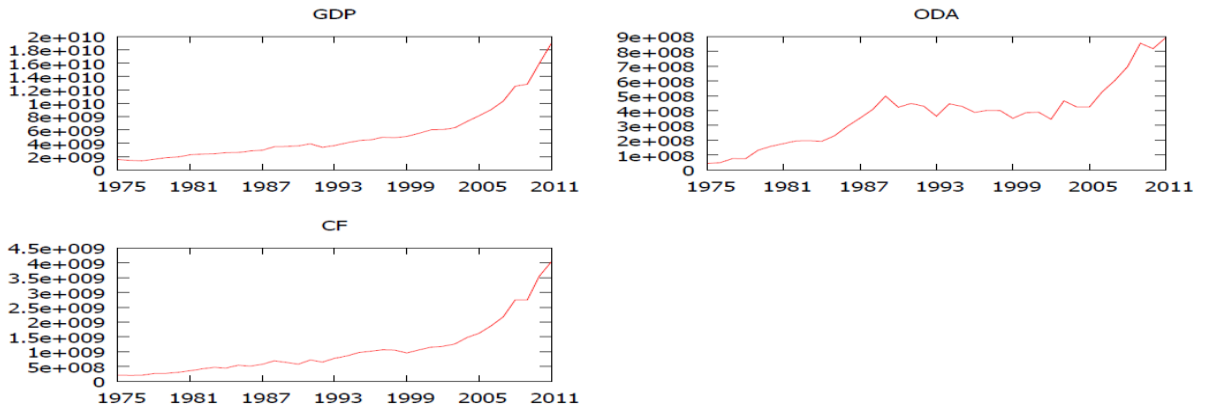 GDP
2e+010
1.8e+010
1.6e+010
1.4e+010
1.2e+010
1e+010
8e+009
6e+009
4e+009
2e+009
0
1975 1981 1987 1993 1999 2005 2011
ODA
9e+008
8e+008
7e+008
6e+008
5e+008
4e+008
3e+008
2e+008
1e+008
0
1975 1981 1987 1993 1999 2005 2011
CF
4.5e+009
4e+009
3.5e+009
3e+009
2.5e+009
2e+009
1.5e+009
1e+009
5e+008
0
1975 1981 1987 1993 1999 2005 2011